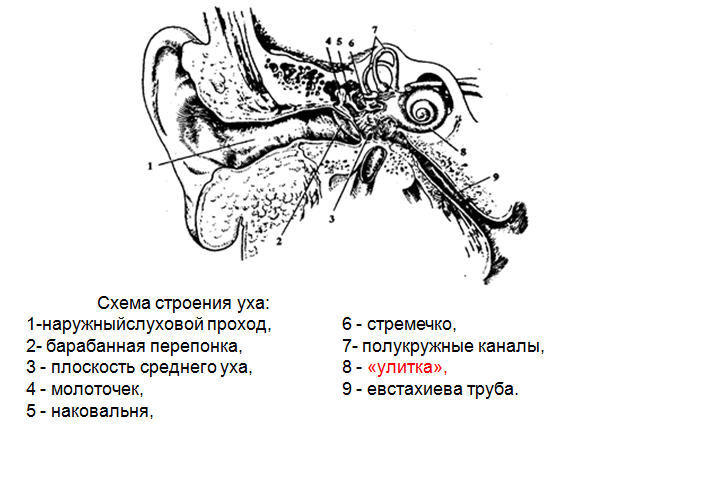 4 5 6 7
1
8
9
2
3
Схема строения уха:
1-наружныйслуховой проход,
2- барабанная перепонка,
3 - плоскость среднего уха,
4 - молоточек,
5 - наковальня,
6 - стремечко,
7- полукружные каналы,
8 - «улитка»,
9 - евстахиева труба.